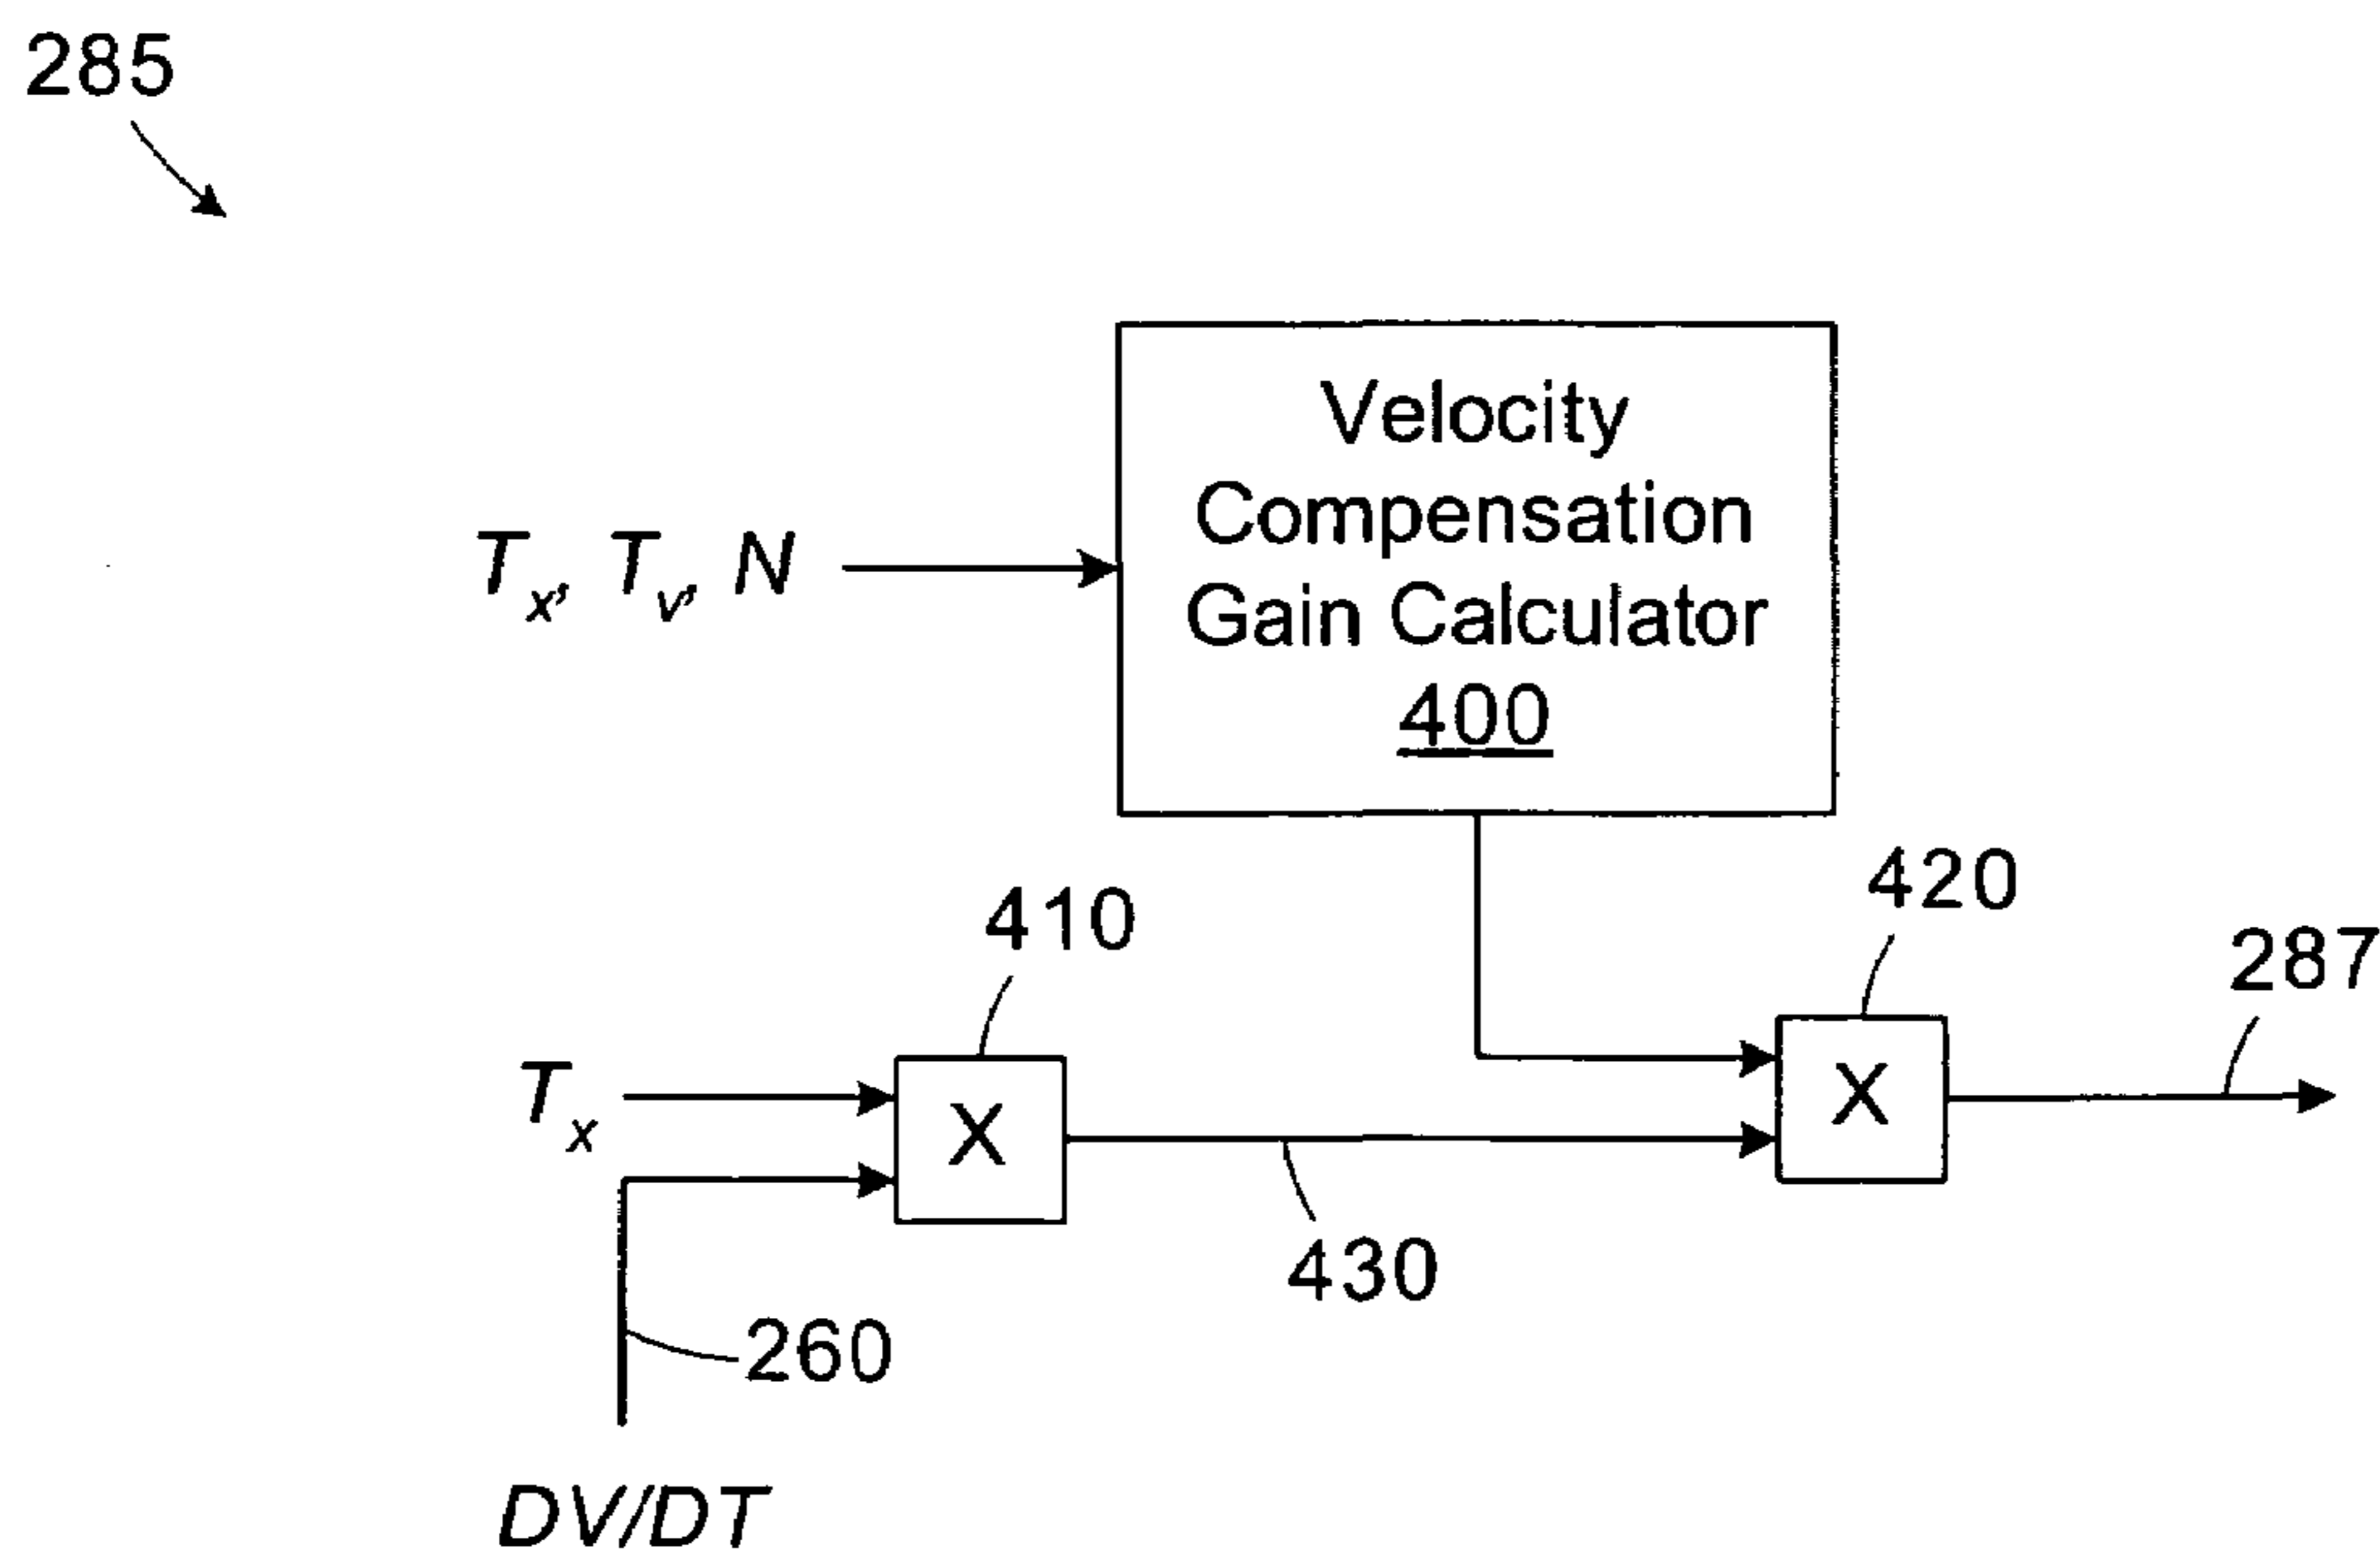 285
Velocity
Compensation
Gain Calculator
400
Tx, Tv, N
420
410
287
X
X
Tx
430
260
DV/DT